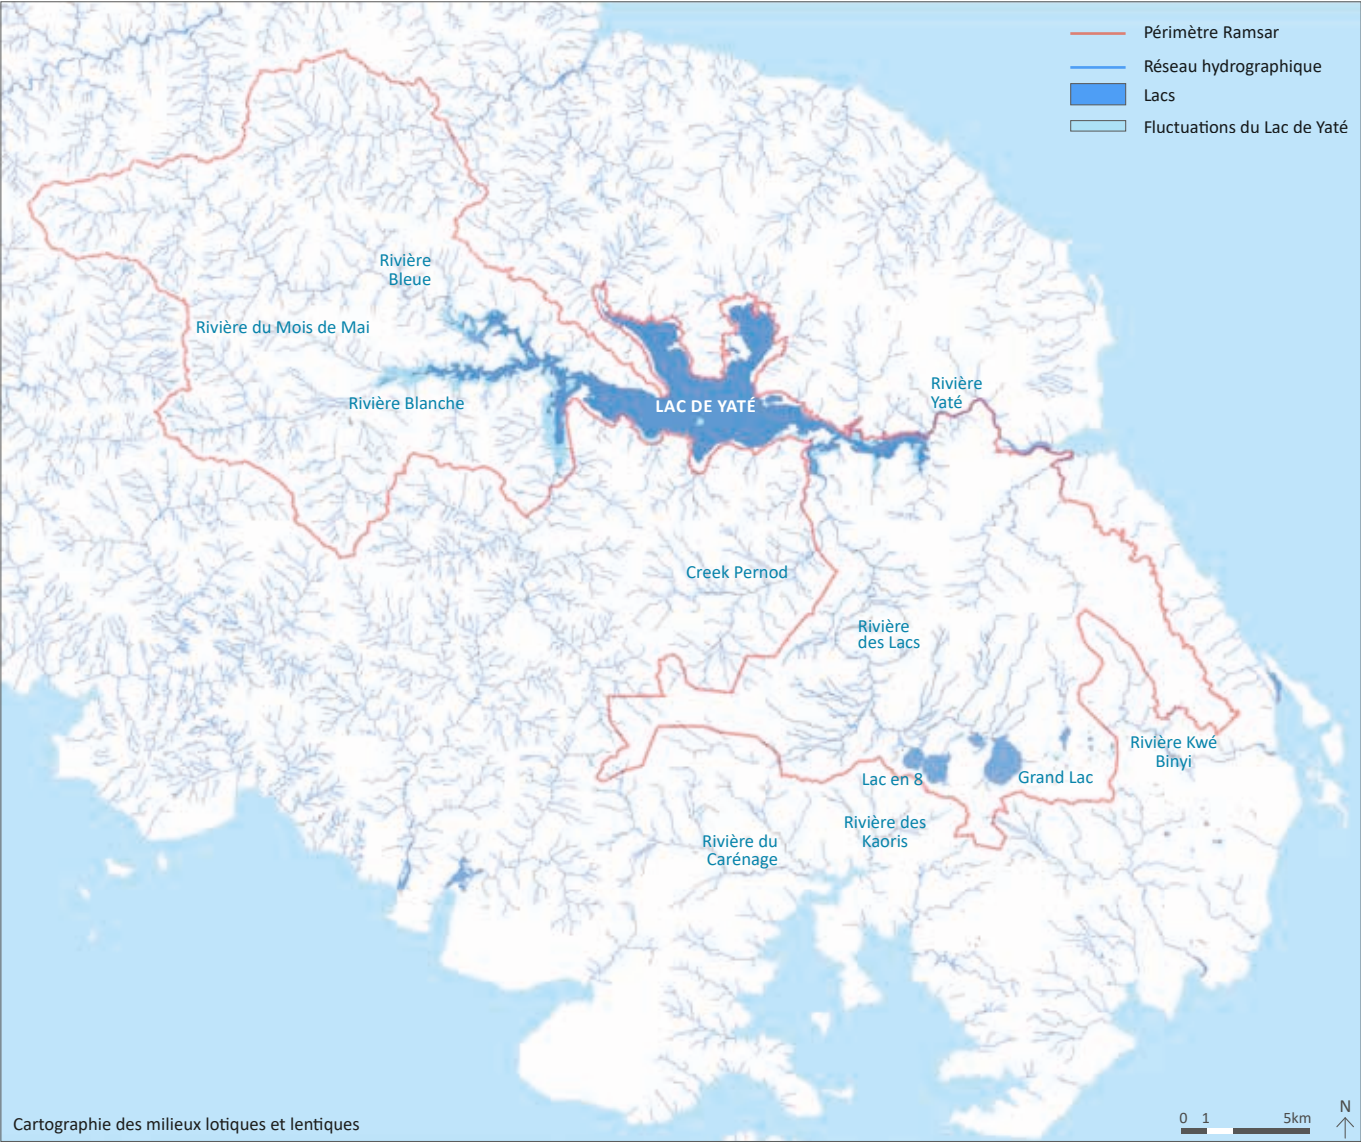 Périmètre Ramsar
Réseau hydrographique
Lacs
Fluctuations du Lac de Yaté
Rivière
Bleue
Rivière du Mois de Mai
Rivière Blanche
LAC DE YATÉ
Rivière
Yaté
Creek Pernod
Rivière
des Lacs
Rivière Kwé
Binyi
Lac en 8
Grand Lac
Rivière des
Kaoris
Rivière du
Carénage
Cartographie des milieux lotiques et lentiques
0 1 5km
N